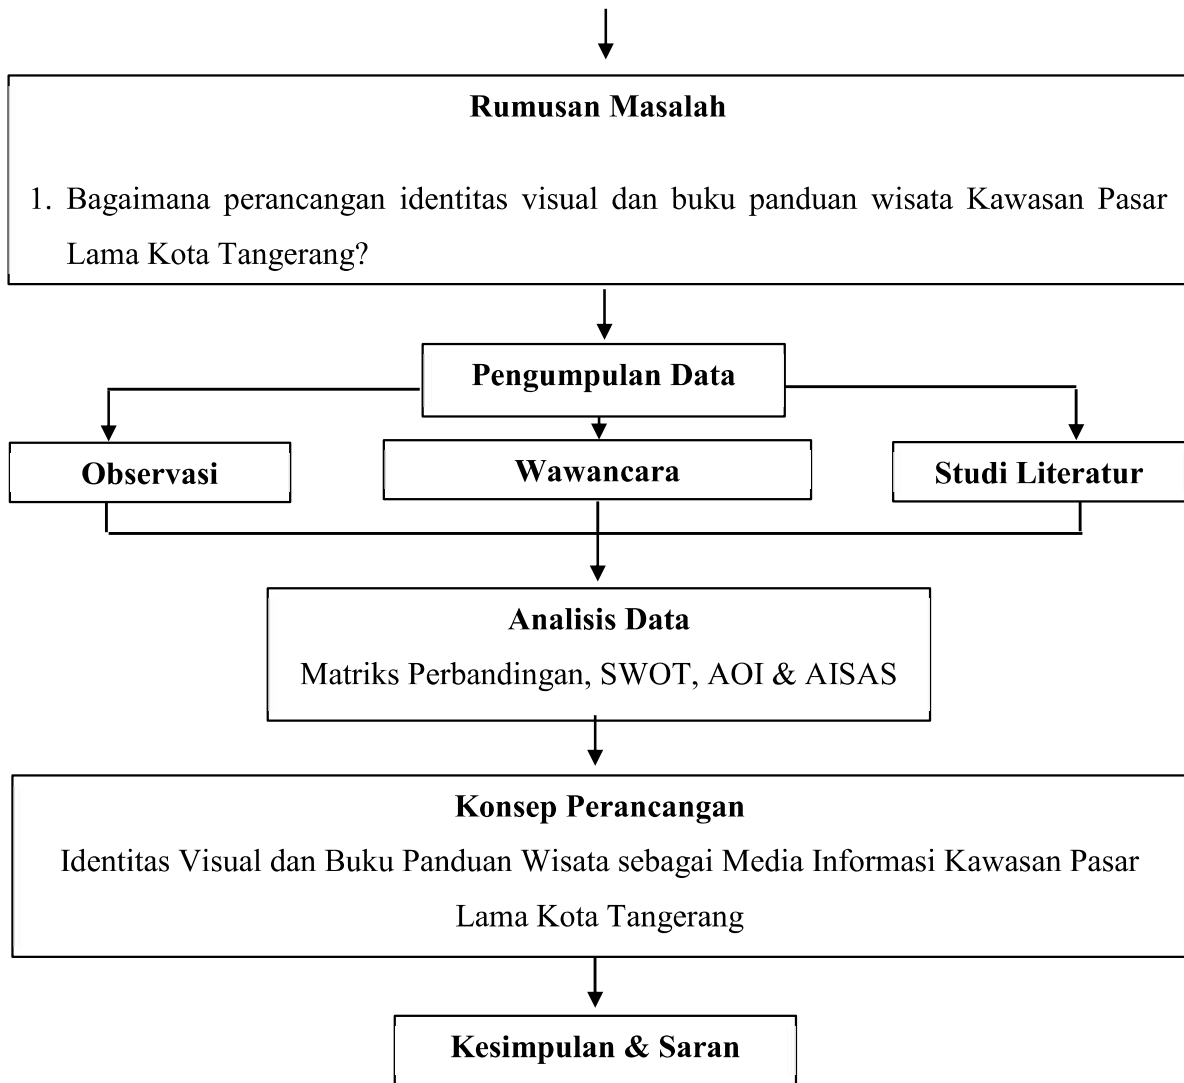 Rumusan Masalah
1. Bagaimana perancangan identitas visual dan buku panduan wisata Kawasan Pasar
Lama Kota Tangerang?
Pengumpulan Data
Observasi
Wawancara
Studi Literatur
Analisis Data
Matriks Perbandingan, SWOT, AOI & AISAS
Konsep Perancangan
Identitas Visual dan Buku Panduan Wisata sebagai Media Informasi Kawasan Pasar
Lama Kota Tangerang
Kesimpulan & Saran